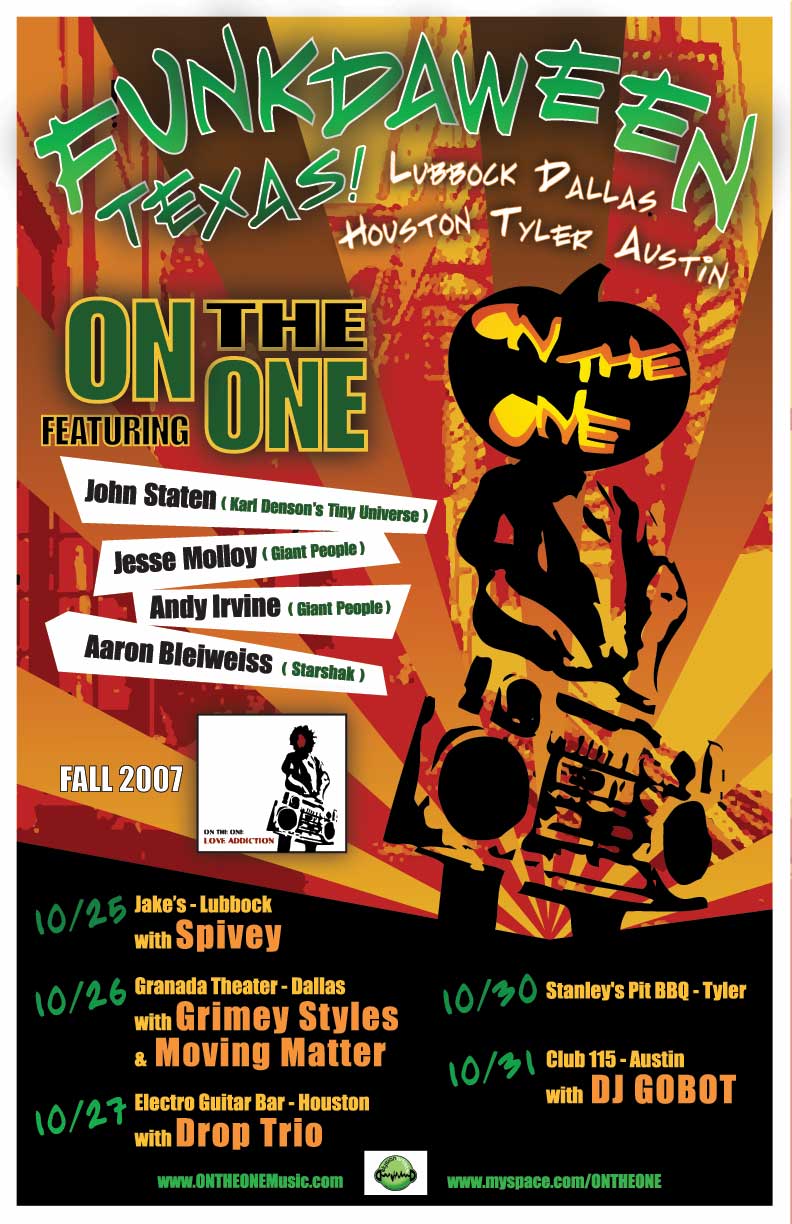 FUNKDAWEEN
TEXAS!
LUBBOCK DALLAS
HOUSTON TYLER AUSTIN
ON THE ONE
FEATURING
ON THE
ONE
John Staten ( Karl Denson's Tiny Universe )
Jesse Molloy ( Giant People )
Andy Irvine ( Giant People )
Aaron Bleiweiss ( Starshak )
FALL 2007
ON THE ONE
LOVE ADDICTION
10/25 Jake's - Lubbock
with Spivey
10/26 Granada Theater - Dallas
with Grimey Styles
& Moving Matter
10/27 Electro Guitar Bar - Houston
with Drop Trio
10/30 Stanley's Pit BBQ - Tyler
10/31 Club 115 - Austin
with DJ GOBOT
www.ONTHEONEMusic.com
www.myspace.com/ONTHEONE